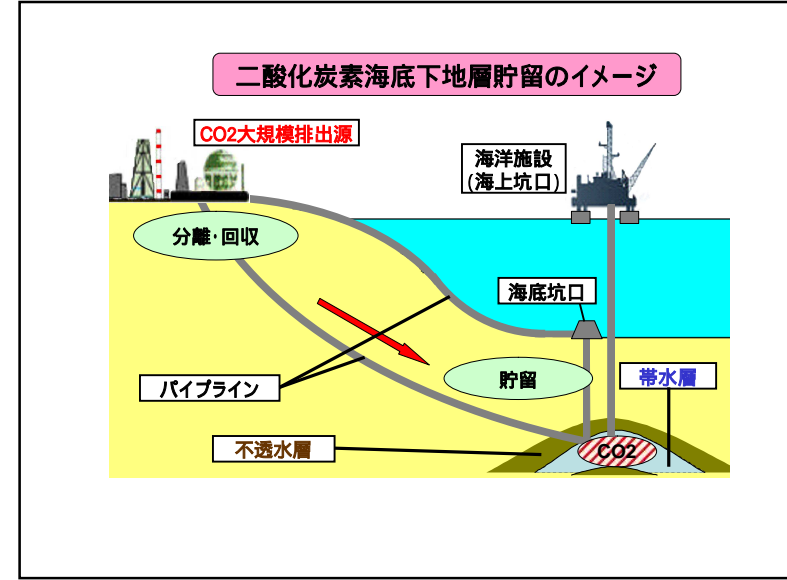 二酸化炭素海底下地層貯留のイメージ
CO2大規模排出源
海洋施設
(海上坑口)
分離・回収
海底坑口
貯留
帯水層
パイプライン
不透水層
CO2